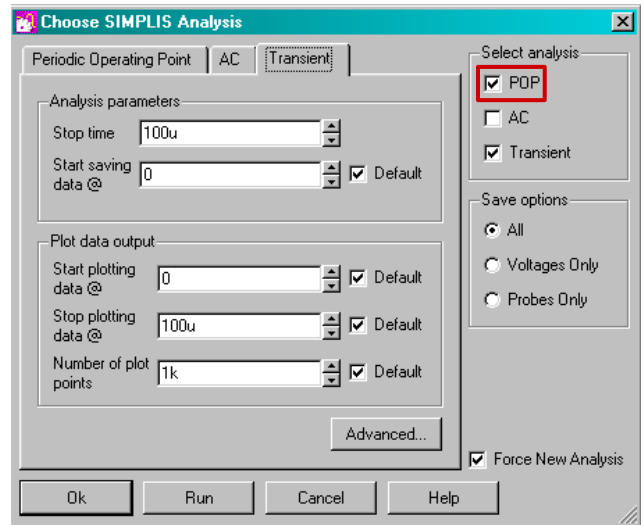 Choose SIMPLIS Analysis
Periodic Operating Point
AC
Transient
Analysis parameters
Stop time
100u
Start saving
data @
0
Default
Plot data output
Start plotting
data @
0
Default
Stop plotting
data @
100u
Default
Number of plot
points
1k
Default
Advanced...
Select analysis
POP
AC
Transient
Save options
All
Voltages Only
Probes Only
Force New Analysis
Ok
Run
Cancel
Help